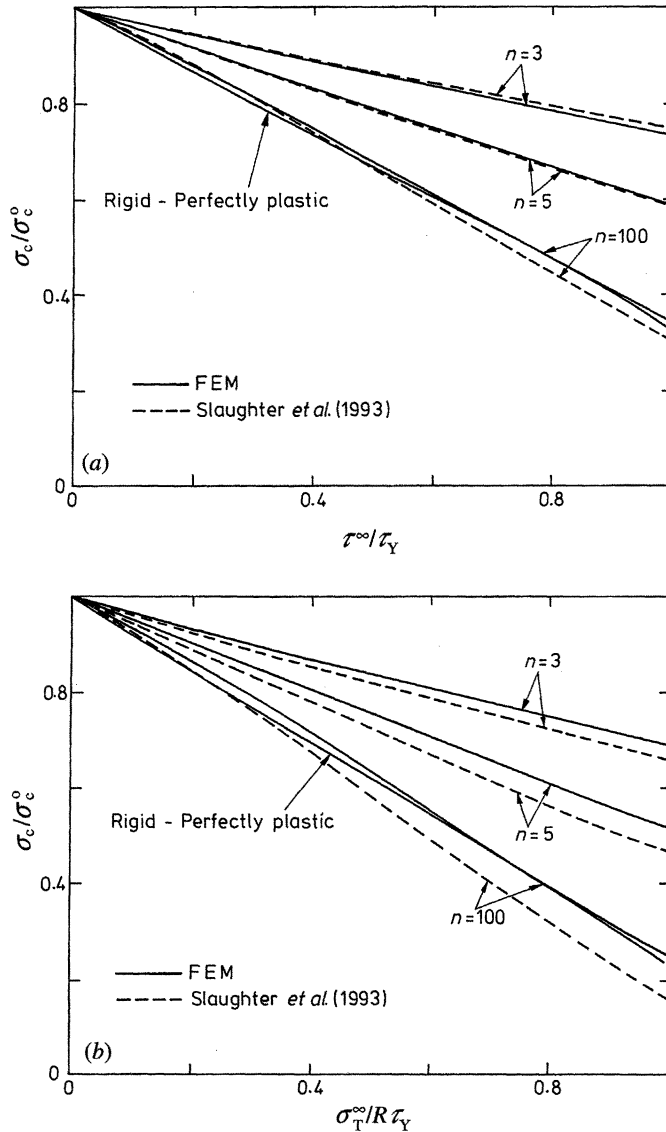 n=3
0.8
n=5
Rigid - Perfectly plastic
n=100
σc/σc°
0.4
FEM
Slaughter et al. (1993)
(a)
0
0 0.4 0.8
τ∞/τY
n=3
0.8
n=5
Rigid - Perfectly plastic
σc/σc°
0.4
n=100
FEM
Slaughter et al. (1993)
(b)
0
0 0.4 0.8
σT∞/RτY